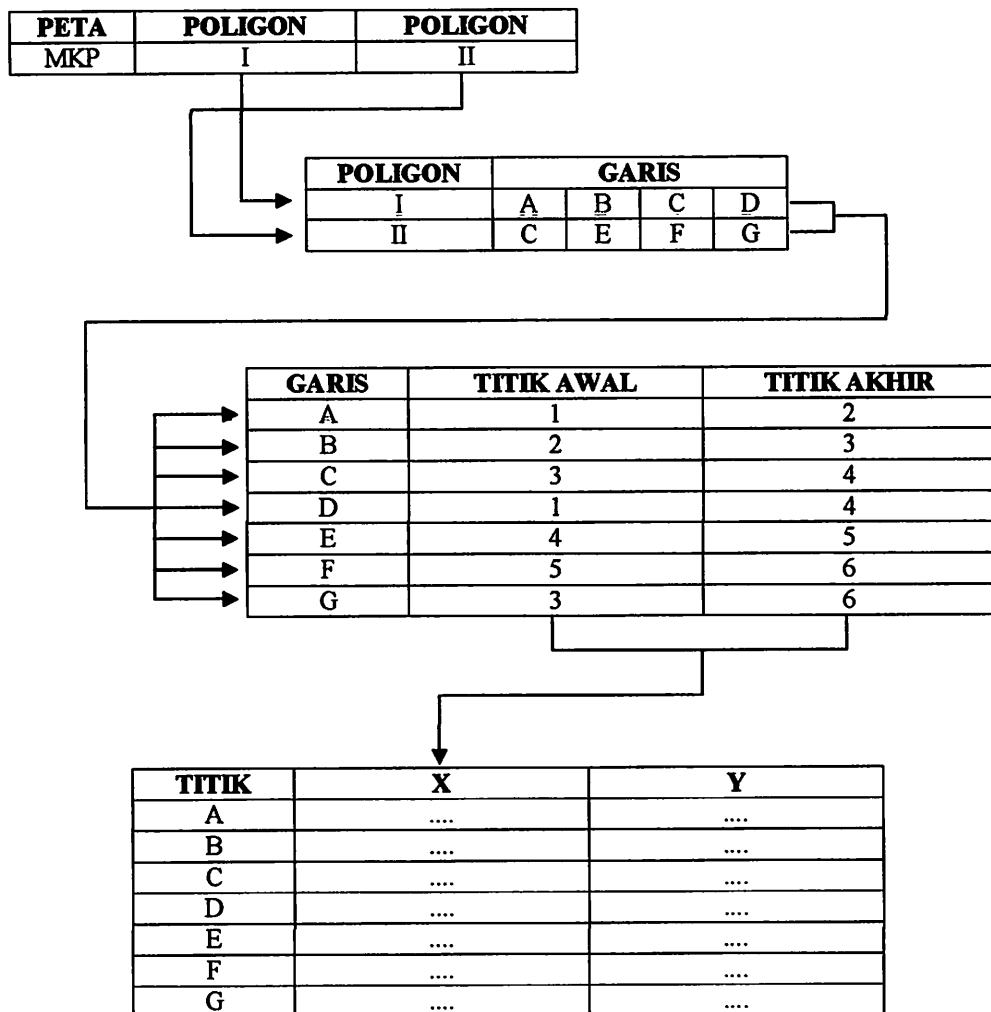 PETA POLIGON POLIGON
MKP I II
POLIGON GARIS
I A B C D
II C E F G
GARIS TITIK AWAL TITIK AKHIR
A 1 2
B 2 3
C 3 4
D 1 4
E 4 5
F 5 6
G 3 6
TITIK X Y
A .... ....
B .... ....
C .... ....
D .... ....
E .... ....
F .... ....
G .... ....